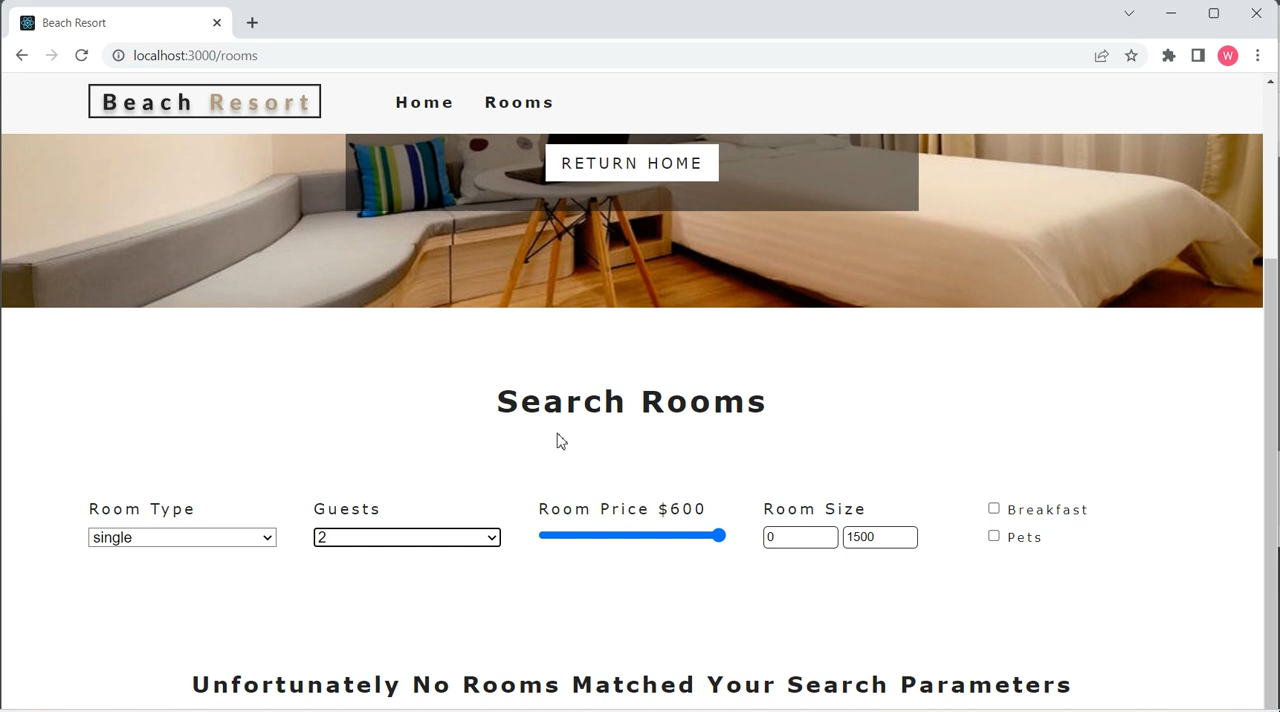 Beach Resort
localhost:3000/rooms
W
Beach Resort
Home
Rooms
RETURN HOME
Search Rooms
Room Type
Guests
Room Price $600
Room Size
Breakfast
single
2
0
1500
Pets
Unfortunately No Rooms Matched Your Search Parameters